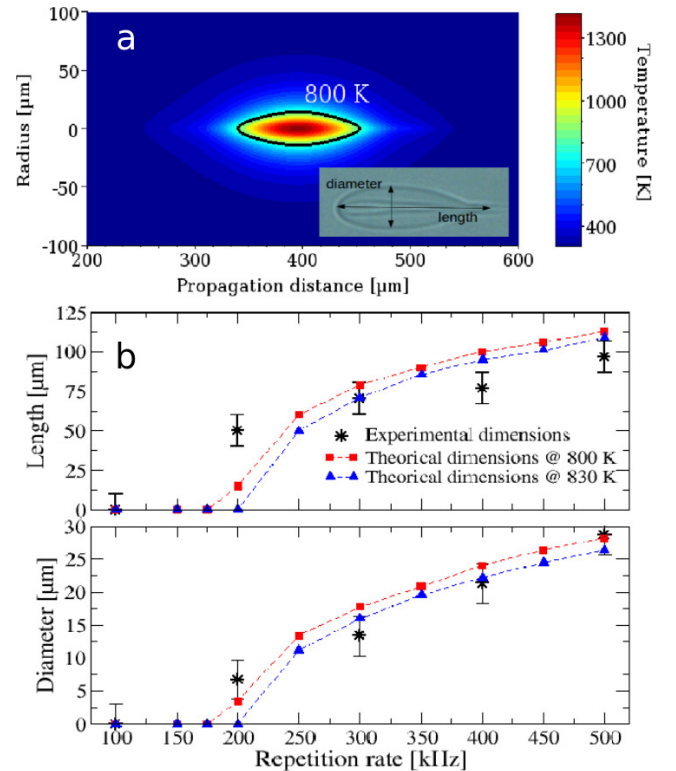 a
100
50
0
-50
-100
Radius [μm]
800 K
diameter
length
200
300
400
500
600
Propagation distance [μm]
1300
1000
700
400
Temperature [K]
b
125
100
75
50
25
0
Length [μm]
Experimental dimensions
Theorical dimensions @ 800 K
Theorical dimensions @ 830 K
30
25
20
15
10
5
0
Diameter [μm]
100
150
200
250
300
350
400
450
500
Repetition rate [kHz]